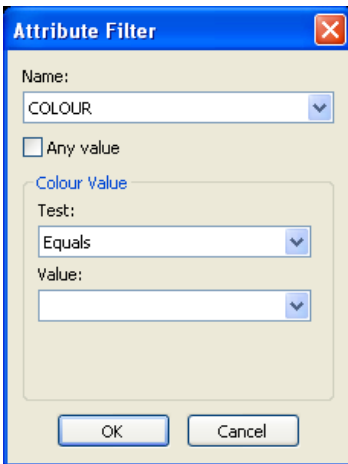 Attribute Filter
Name:
COLOUR
Any value
Colour Value
Test:
Equals
Value:
OK Cancel